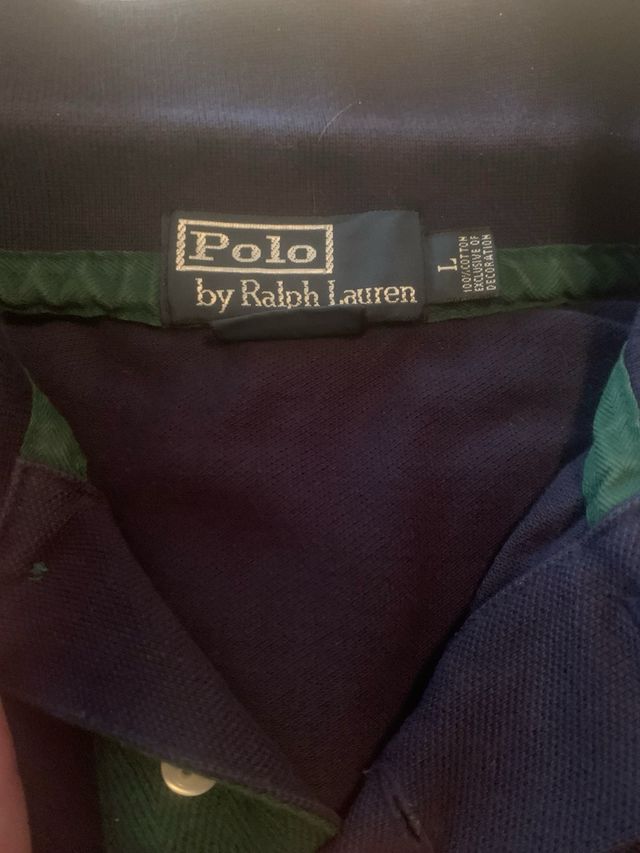 Polo
by Ralph Lauren
L
100% COTTON
EXCLUSIVE OF
DECORATION